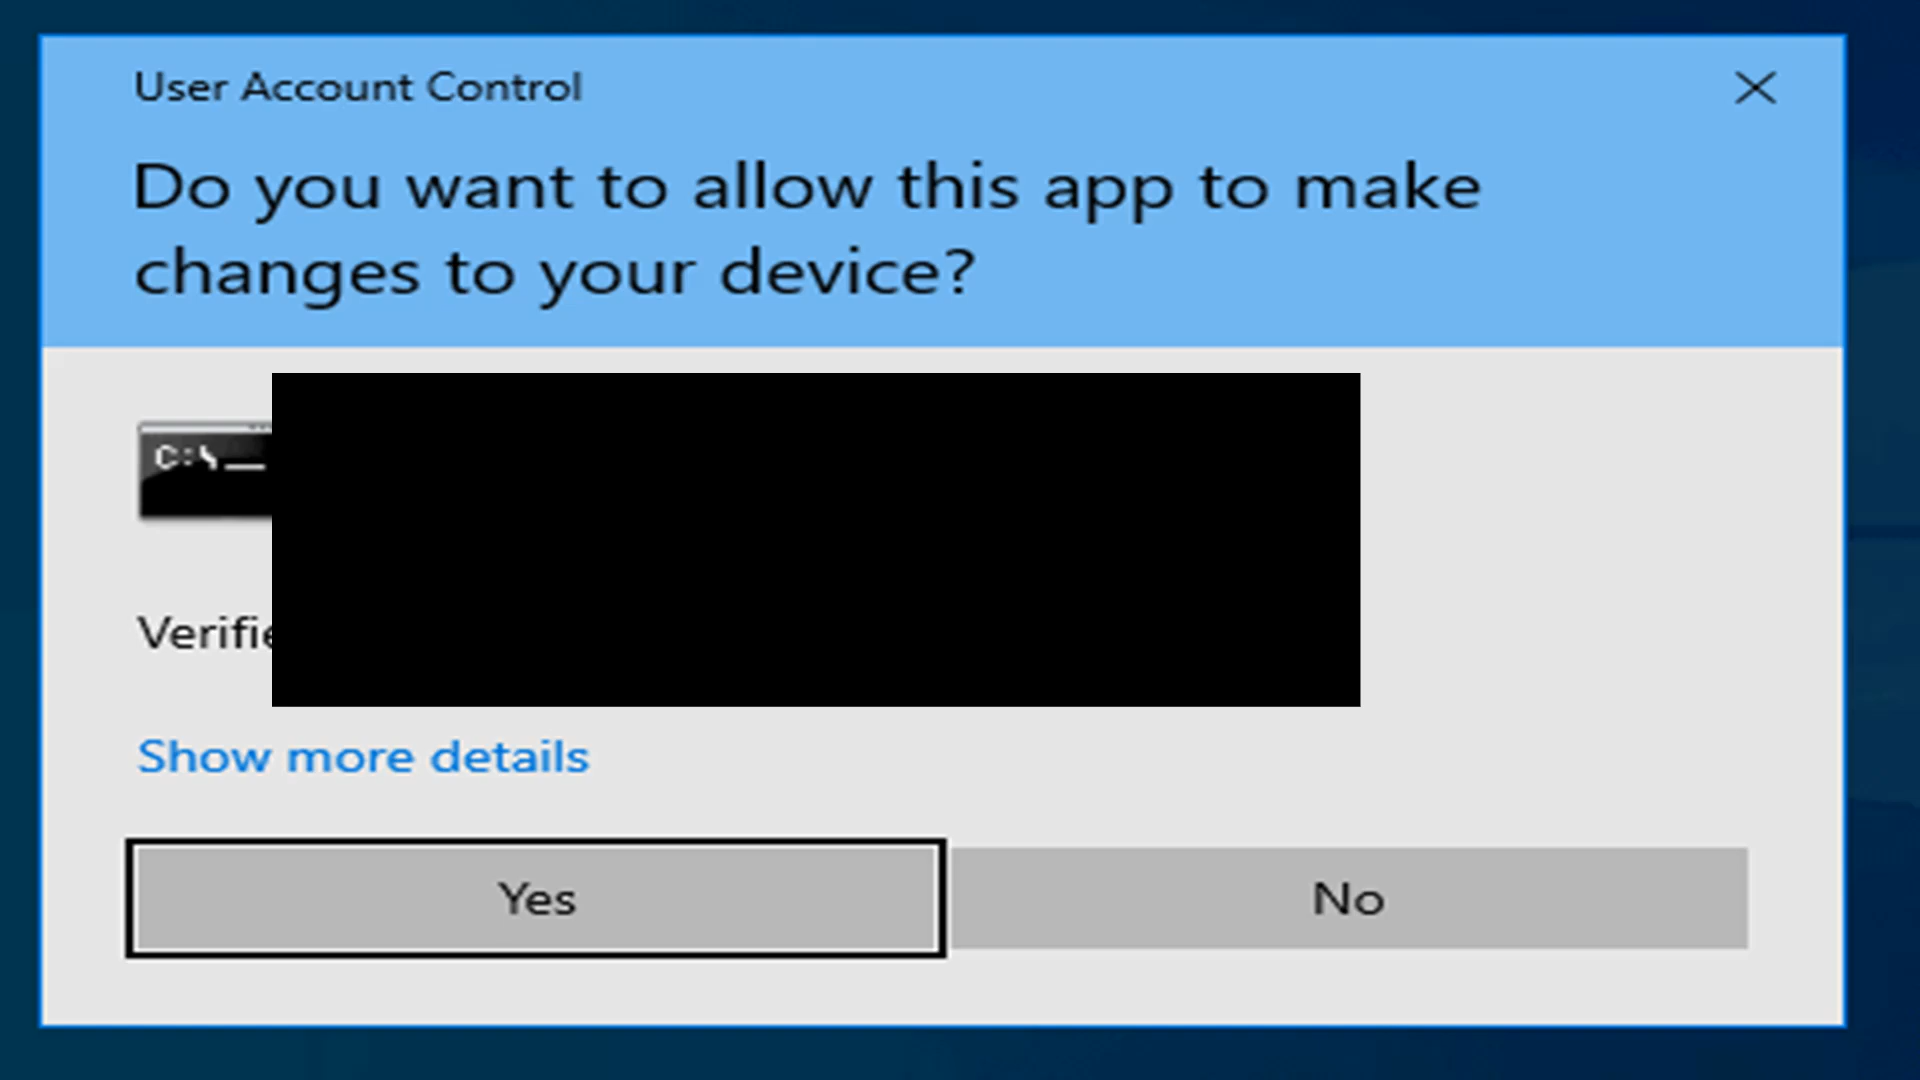 User Account Control
Do you want to allow this app to make
changes to your device?
C:\_
Show more details
Yes
No